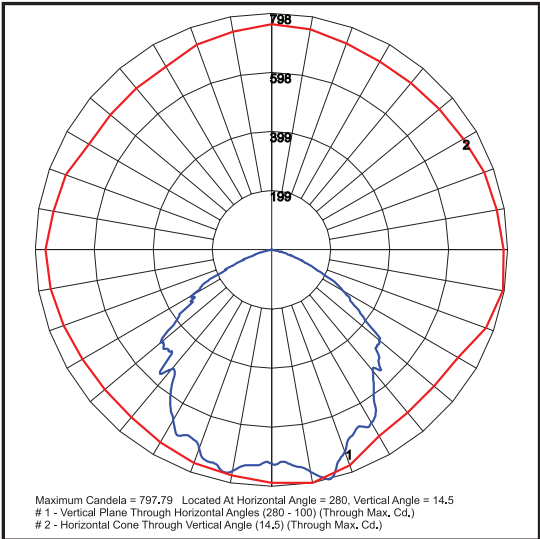 798
598
399
2
199
1
Maximum Candela = 797.79 Located At Horizontal Angle = 280, Vertical Angle = 14.5
# 1 - Vertical Plane Through Horizontal Angles (280 - 100) (Through Max. Cd.)
# 2 - Horizontal Cone Through Vertical Angle (14.5) (Through Max. Cd.)